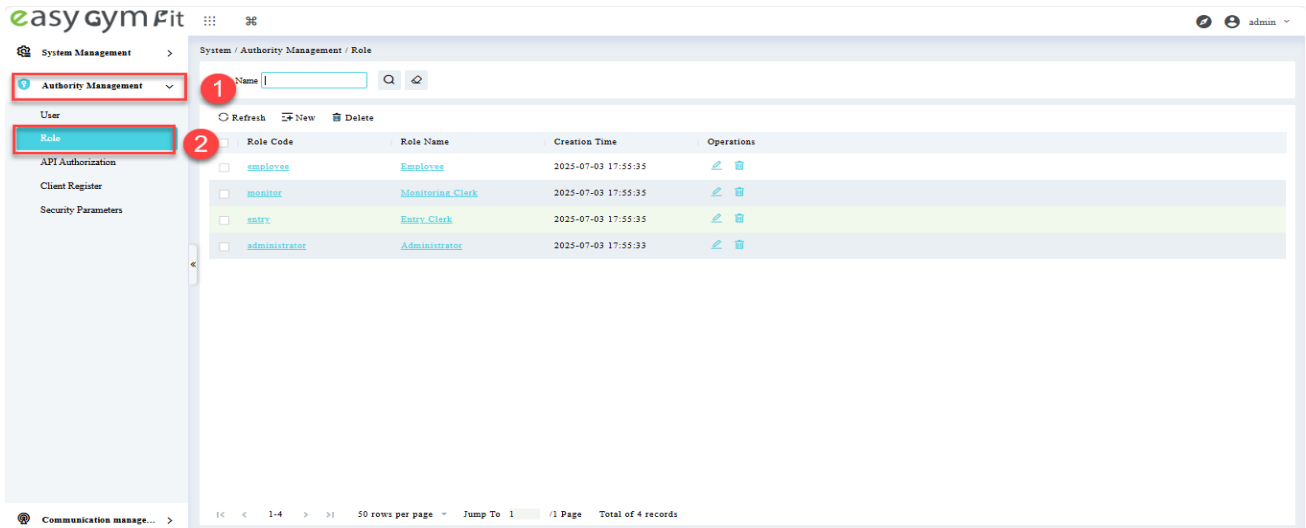 easy Gym Fit
admin
System Management
System / Authority Management / Role
Authority Management
1
Name
User
Refresh New Delete
Role
2
Role Code Role Name Creation Time Operations
API Authorization
employee Employee 2025-07-03 17:55:35
Client Register
monitor Monitoring Clerk 2025-07-03 17:55:35
Security Parameters
entry Entry Clerk 2025-07-03 17:55:35
administrator Administrator 2025-07-03 17:55:33
Communication manage...
1-4 50 rows per page Jump To 1 /1 Page Total of 4 records